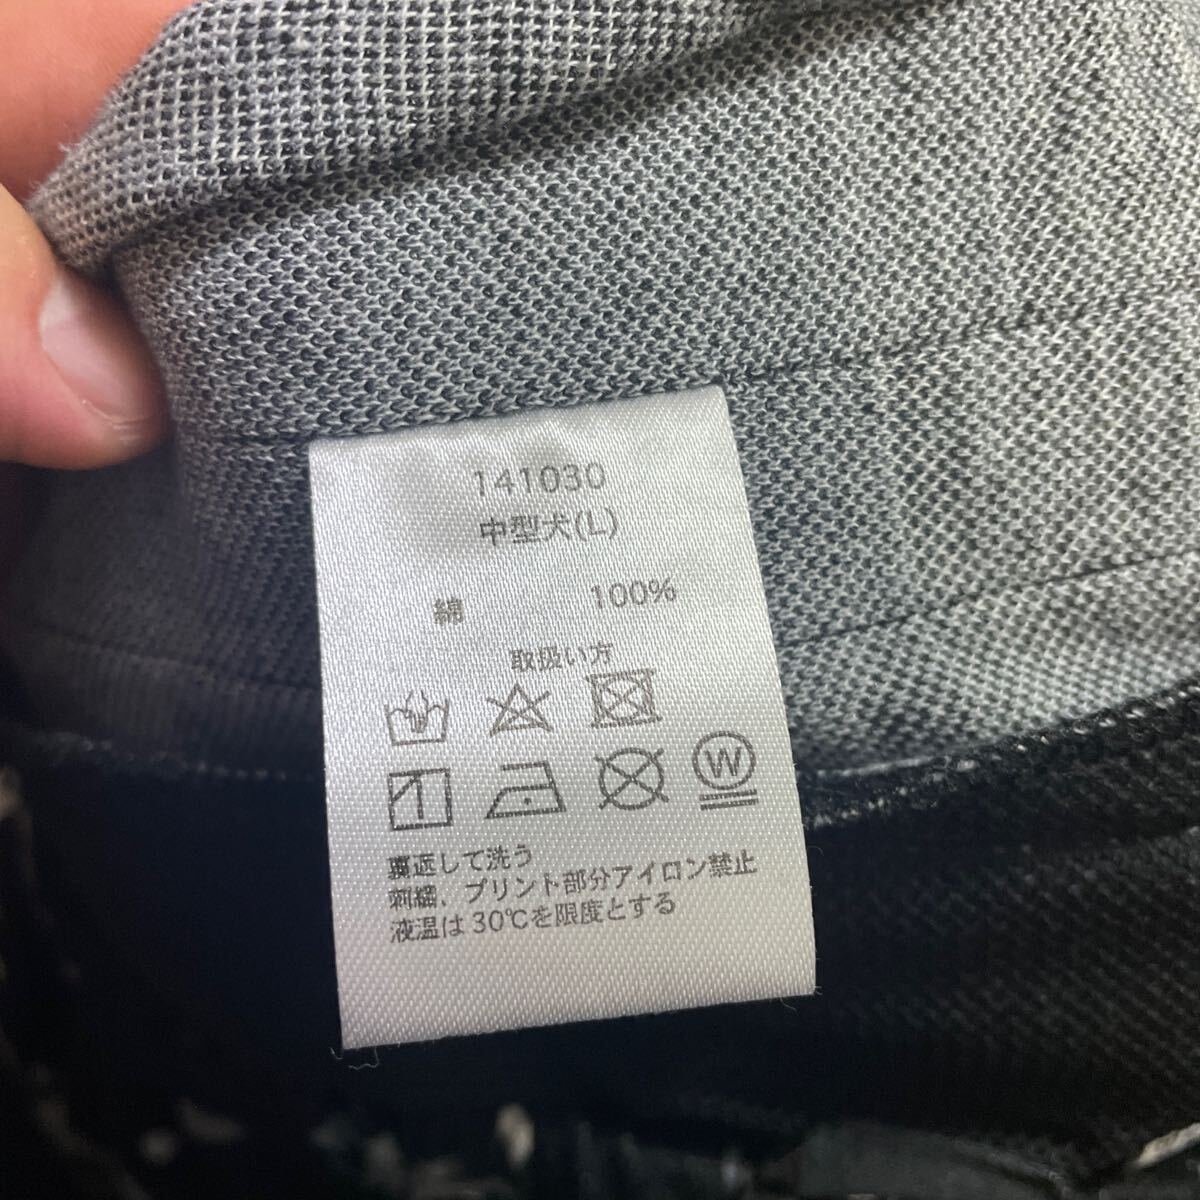 141030
中型犬(L)
綿 100%
取扱い方
W
裏返して洗う
刺繍、プリント部分アイロン禁止
液温は30℃を限度とする